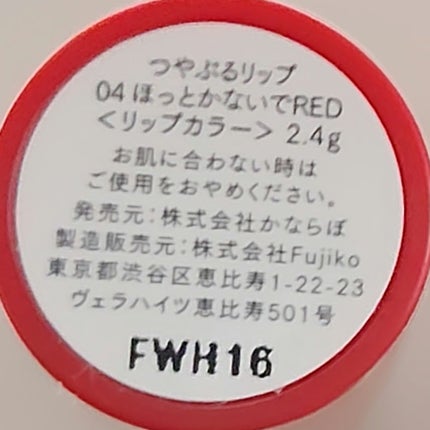 つやぷるリップ
04 ほっとかないでRED
＜リップカラー＞ 2.4g
お肌に合わない時は
ご使用をおやめください。
発売元：株式会社かならぼ
製造販売元：株式会社Fujiko
東京都渋谷区恵比寿1-22-23
ヴェラハイツ恵比寿501号
FWH16